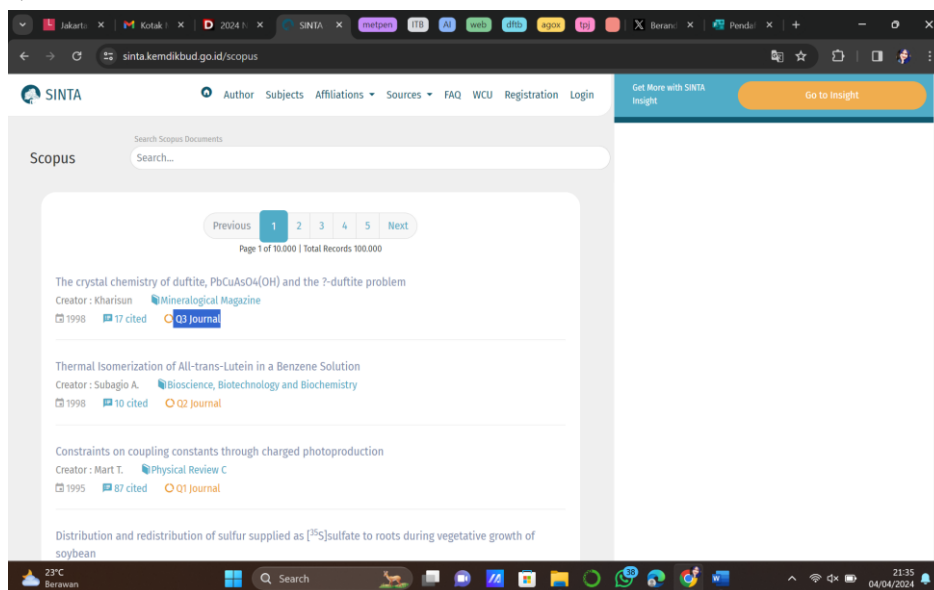 Jakarta
Kotak
2024
SINTA
metpen
ITB
AI
web
dftb
agox
tpj
Berand
Pendaf
sinta.kemdikbud.go.id/scopus
SINTA
Author Subjects Affiliations Sources FAQ WCU Registration Login
Get More with SINTA
Insight
Go to Insight
Search Scopus Documents
Scopus
Search...
Previous 1 2 3 4 5 Next
Page 1 of 10.000 | Total Records 100.000
The crystal chemistry of duftite, PbCuAsO4(OH) and the ?-duftite problem
Creator : Kharisun Mineralogical Magazine
1998 17 cited Q3 Journal
Thermal Isomerization of All-trans-Lutein in a Benzene Solution
Creator : Subagio A. Bioscience, Biotechnology and Biochemistry
1998 10 cited Q2 Journal
Constraints on coupling constants through charged photoproduction
Creator : Mart T. Physical Review C
1995 87 cited Q1 Journal
Distribution and redistribution of sulfur supplied as [35S]sulfate to roots during vegetative growth of
soybean
23°C
Berawan
Search
38
21:35
04/04/2024